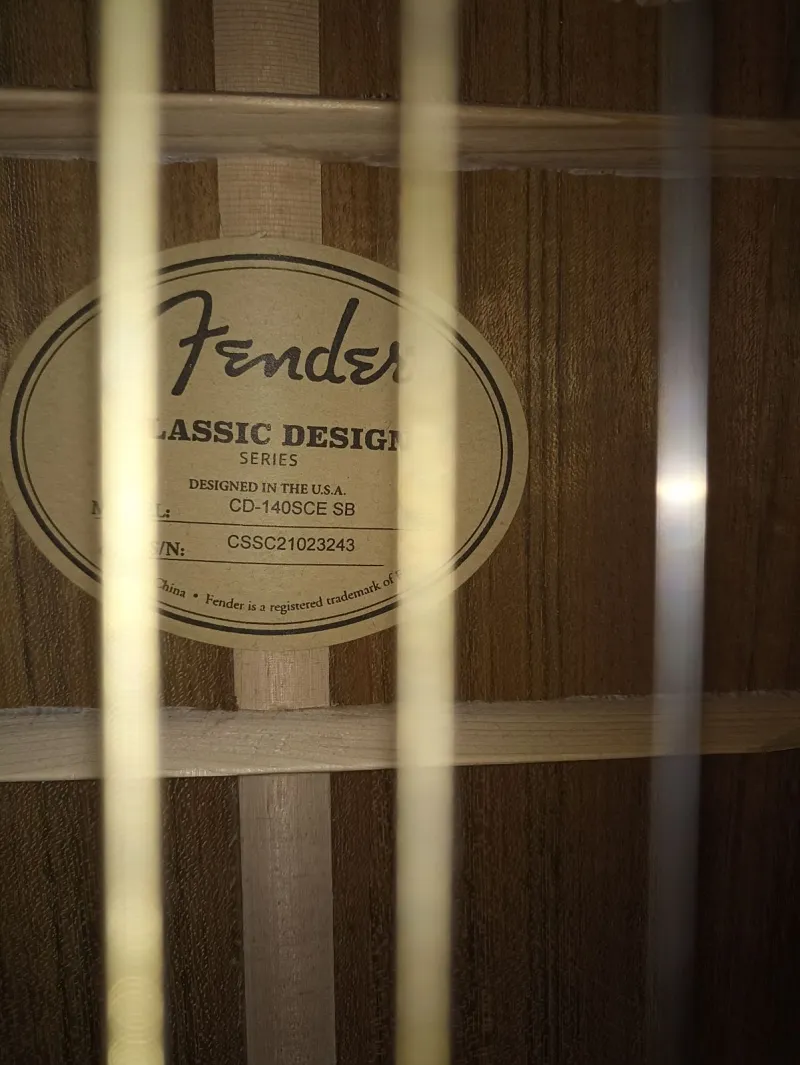 Fender
LASSIC DESIGN
SERIES
DESIGNED IN THE U.S.A.
CD-140SCE SB
S/N: CSSC21023243
China • Fender is a registered trademark of